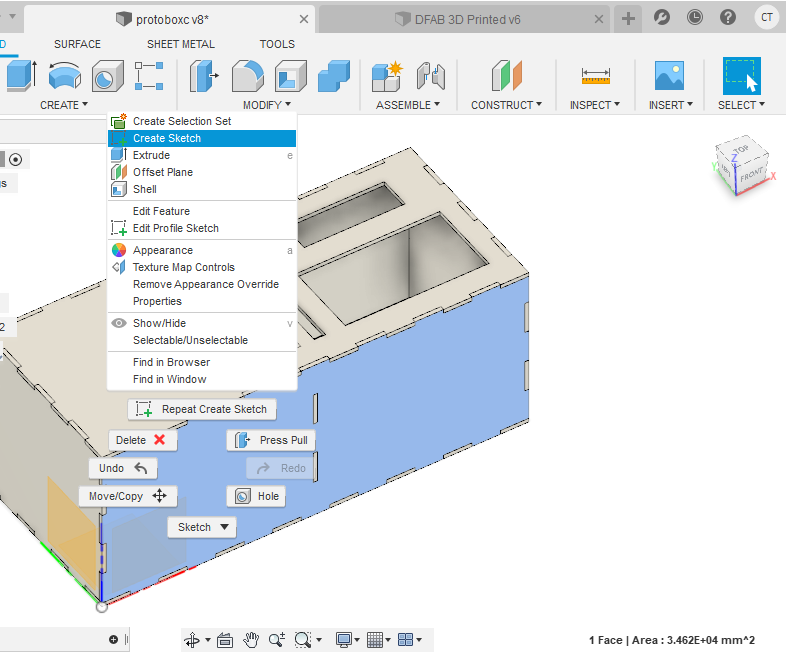 protoboxc v8*
DFAB 3D Printed v6
CT
D
SURFACE
SHEET METAL
TOOLS
CREATE
MODIFY
ASSEMBLE
CONSTRUCT
INSPECT
INSERT
SELECT
Create Selection Set
Create Sketch
Extrude e
Offset Plane
Shell
Edit Feature
Edit Profile Sketch
Appearance a
Texture Map Controls
Remove Appearance Override
Properties
Show/Hide v
Selectable/Unselectable
Find in Browser
Find in Window
Repeat Create Sketch
Delete
Press Pull
Undo
Redo
Move/Copy
Hole
Sketch
s
2
TOP
FRONT
Z
X
Y
1 Face | Area : 3.462E+04 mm^2